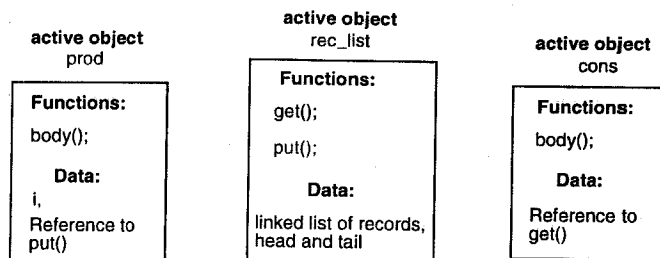 active object
prod
Functions:
body();
Data:
i,
Reference to
put()
active object
rec_list
Functions:
get();
put();
Data:
linked list of records,
head and tail
active object
cons
Functions:
body();
Data:
Reference to
get()